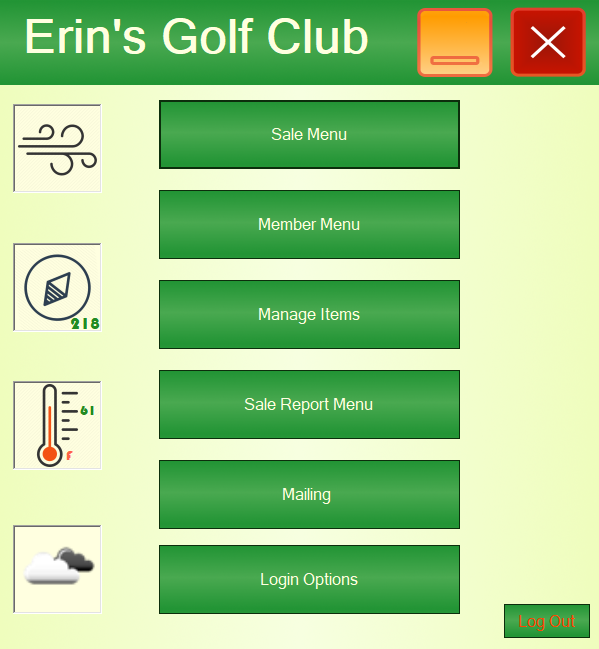 Erin's Golf Club
Sale Menu
Member Menu
218
Manage Items
Sale Report Menu
61
F
Mailing
Login Options
Log Out